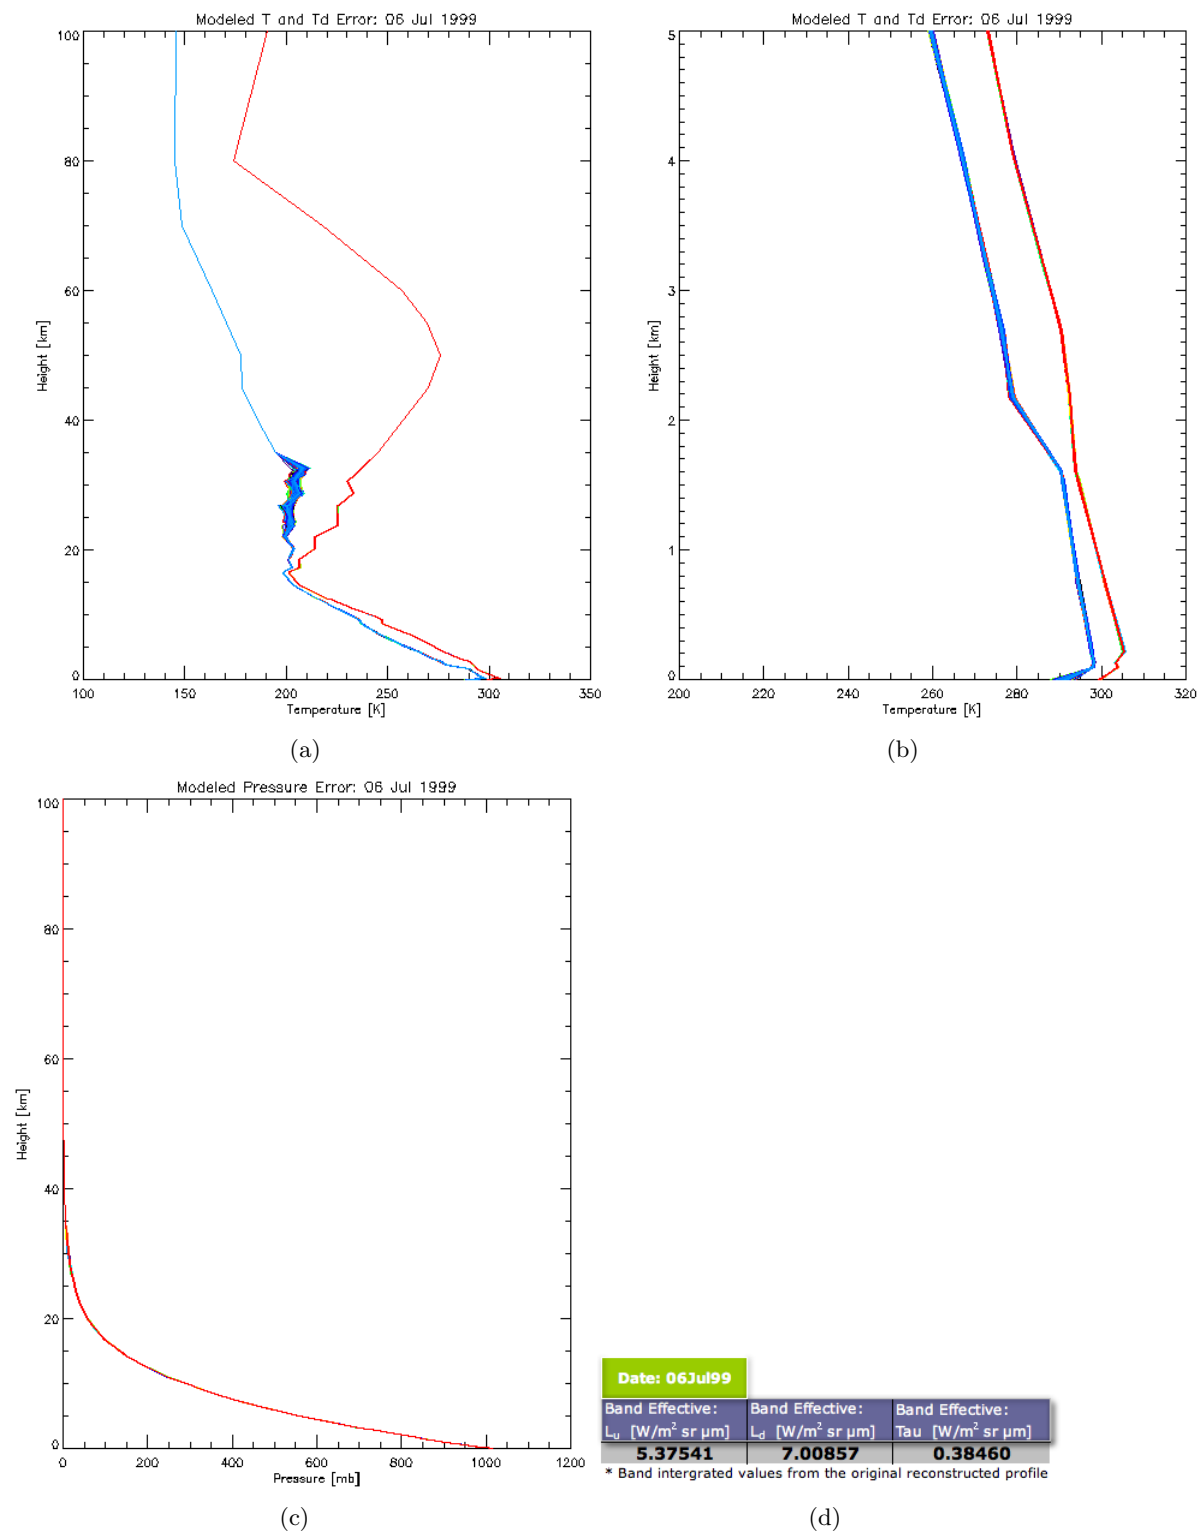 Modeled T and Td Error: 06 Jul 1999
100
80
60
40
20
0
Height [km]
100 150 200 250 300 350
Temperature [K]
(a)
Modeled T and Td Error: 06 Jul 1999
5
4
3
2
1
0
Height [km]
200 220 240 260 280 300 320
Temperature [K]
(b)
Modeled Pressure Error: 06 Jul 1999
100
80
60
40
20
0
Height [km]
0 200 400 600 800 1000 1200
Pressure [mb]
(c)
Date: 06Jul99
Band Effective: Band Effective: Band Effective:
Lu [W/m² sr µm] Ld [W/m² sr µm] Tau [W/m² sr µm]
5.37541 7.00857 0.38460
* Band intergrated values from the original reconstructed profile
(d)